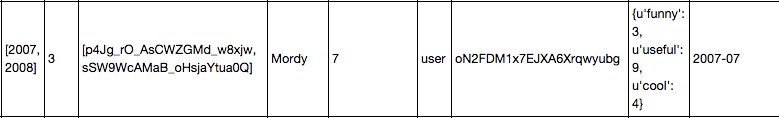 [2007,
2008]
3
[p4Jg_rO_AsCWZGMd_w8xjw,
sSW9WcAMaB_oHsjaYtua0Q]
Mordy
7
user
oN2FDM1x7EJXA6Xrqwyubg
{u'funny':
3,
u'useful':
9,
u'cool':
4}
2007-07